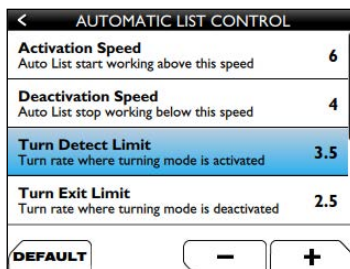 < AUTOMATIC LIST CONTROL
Activation Speed
Auto List start working above this speed
6
Deactivation Speed
Auto List stop working below this speed
4
Turn Detect Limit
Turn rate where turning mode is activated
3.5
Turn Exit Limit
Turn rate where turning mode is deactivated
2.5
DEFAULT
− +